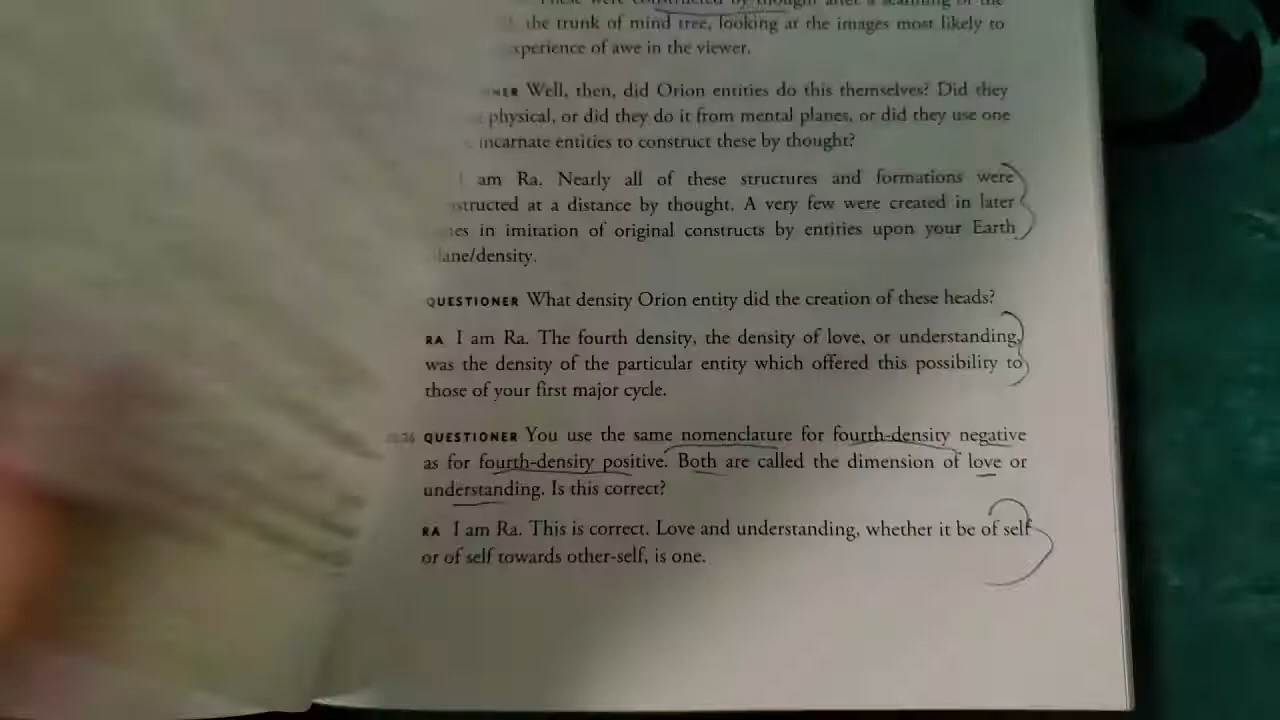 the trunk of mind tree, looking at the images most likely to
xperience of awe in the viewer.
NER Well, then, did Orion entities do this themselves? Did they
physical, or did they do it from mental planes, or did they use one
incarnate entities to construct these by thought?
am Ra. Nearly all of these structures and formations were
structed at a distance by thought. A very few were created in later
es in imitation of original constructs by entities upon your Earth
lane/density.
QUESTIONER What density Orion entity did the creation of these heads?
RA I am Ra. The fourth density, the density of love, or understanding,
was the density of the particular entity which offered this possibility to
those of your first major cycle.
QUESTIONER You use the same nomenclature for fourth-density negative
as for fourth-density positive. Both are called the dimension of love or
understanding. Is this correct?
RA I am Ra. This is correct. Love and understanding, whether it be of self
or of self towards other-self, is one.